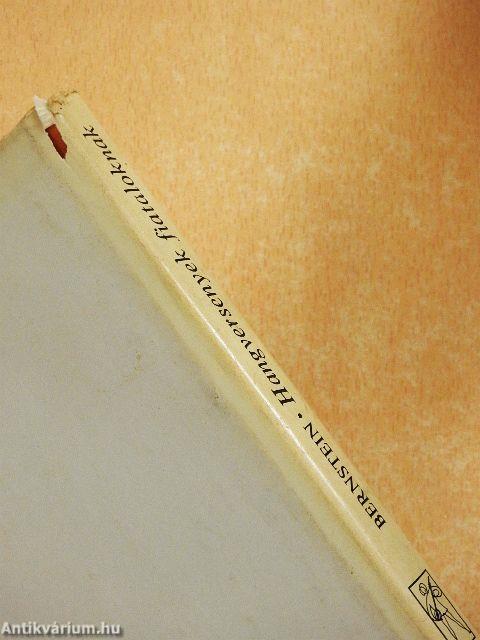 BERNSTEIN • Hangversenyek fiataloknak
Antikvárium.hu